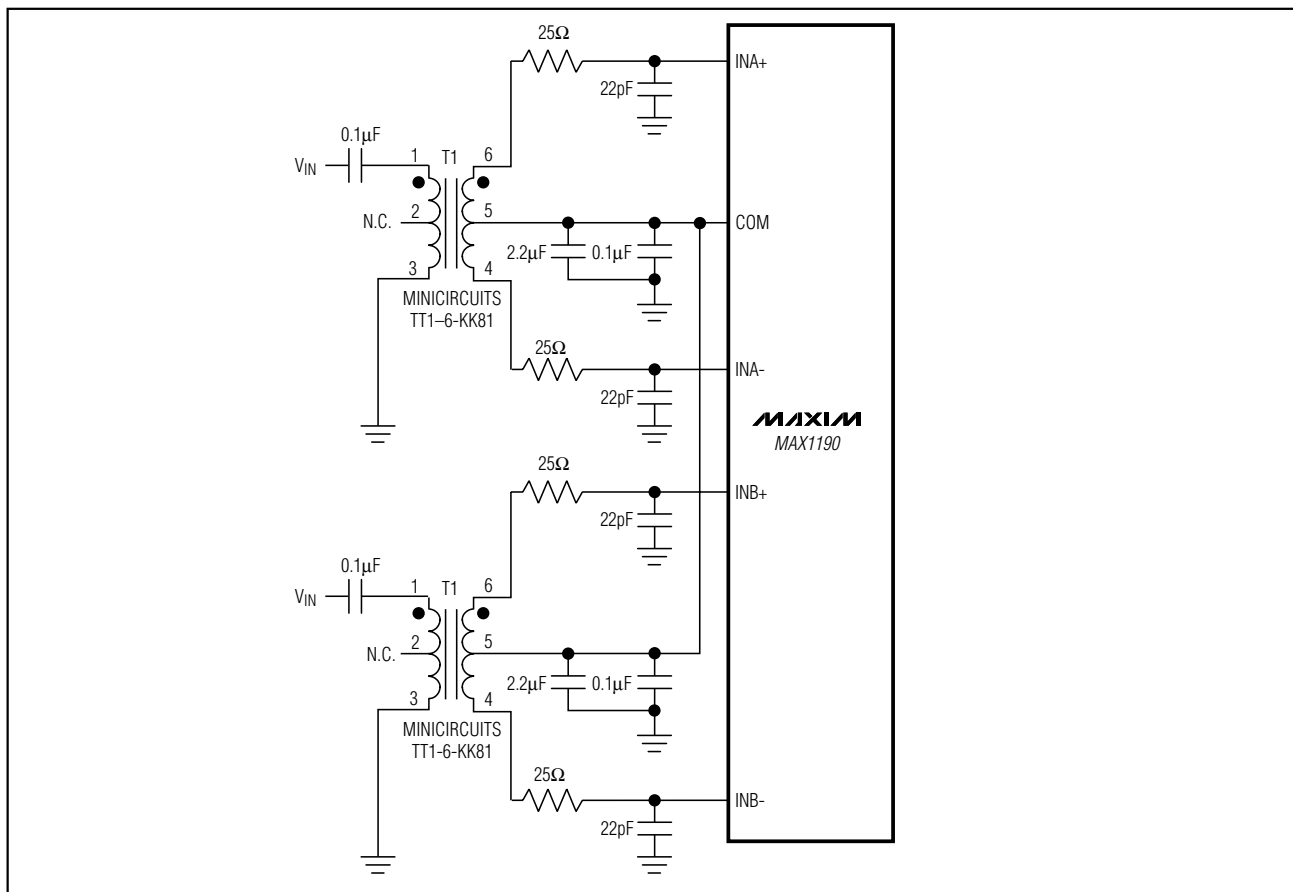 25Ω
INA+
22pF
0.1µF
VIN
1 T1 6
N.C. 2 5
COM
2.2µF 0.1µF
3 4
MINICIRCUITS
TT1–6-KK81
25Ω
INA-
22pF
MAXIM
MAX1190
25Ω
INB+
22pF
0.1µF
VIN
1 T1 6
N.C. 2 5
2.2µF 0.1µF
3 4
MINICIRCUITS
TT1-6-KK81
25Ω
INB-
22pF